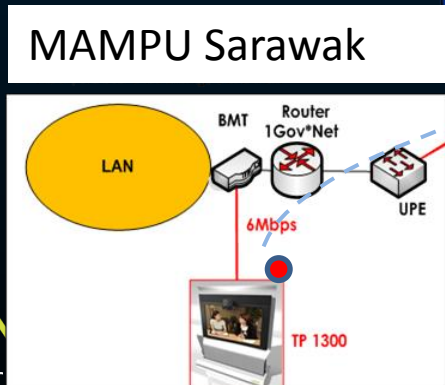 MAMPU Sarawak
BMT
Router
1Gov*Net
LAN
UPE
6Mbps
TP 1300